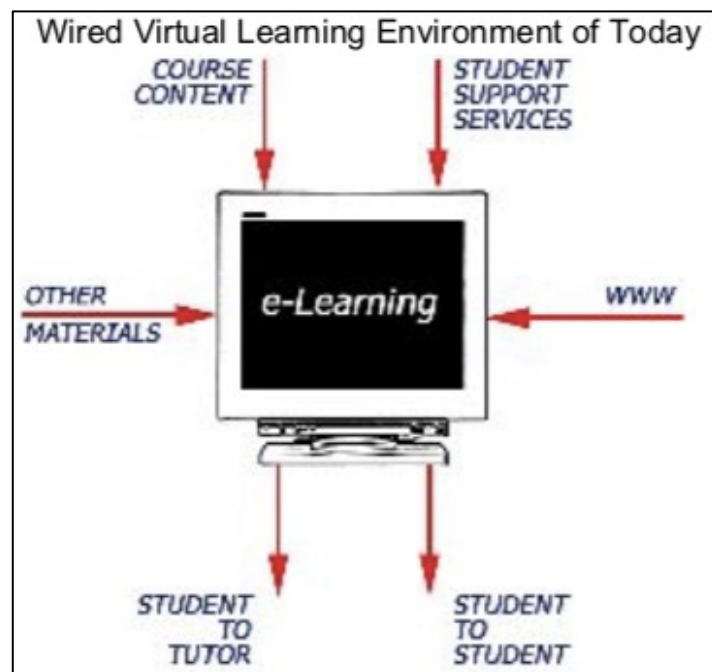 Wired Virtual Learning Environment of Today
COURSE
CONTENT
STUDENT
SUPPORT
SERVICES
OTHER
MATERIALS
e-Learning
WWW
STUDENT
TO
TUTOR
STUDENT
TO
STUDENT